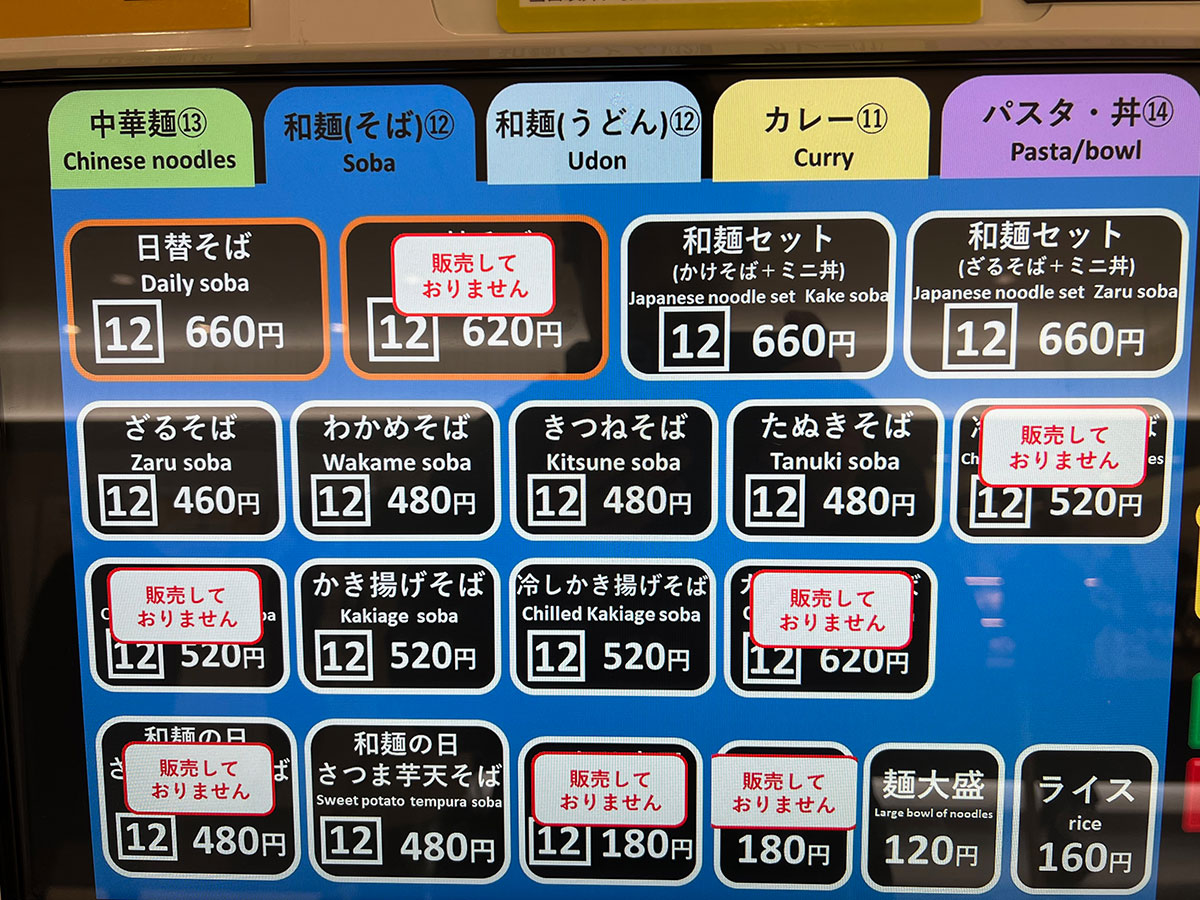 中華麺⑬
Chinese noodles
和麺(そば)⑫
Soba
和麺(うどん)⑫
Udon
カレー⑪
Curry
パスタ・丼⑭
Pasta/bowl
日替そば
Daily soba
12 660円
販売して
おりません
12 620円
和麺セット
(かけそば+ミニ丼)
Japanese noodle set Kake soba
12 660円
和麺セット
(ざるそば+ミニ丼)
Japanese noodle set Zaru soba
12 660円
ざるそば
Zaru soba
12 460円
わかめそば
Wakame soba
12 480円
きつねそば
Kitsune soba
12 480円
たぬきそば
Tanuki soba
12 480円
販売して
おりません
12 520円
販売して
おりません
12 520円
かき揚げそば
Kakiage soba
12 520円
冷しかき揚げそば
Chilled Kakiage soba
12 520円
販売して
おりません
12 620円
和麺の日
販売して
おりません
12 480円
和麺の日
さつま芋天そば
Sweet potato tempura soba
12 480円
販売して
おりません
12 180円
販売して
おりません
180円
麺大盛
Large bowl of noodles
120円
ライス
rice
160円